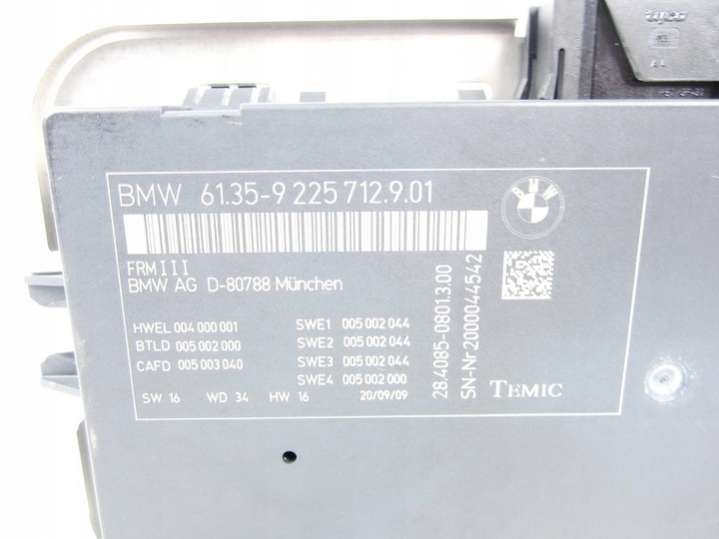 tyco
BMW 61.35-9 225 712.9.01
BMW
FRM III
BMW AG D-80788 München
HWEL 004 000 001
BTLD 005 002 000
CAFD 005 003 040
SWE1 005 002 044
SWE2 005 002 044
SWE3 005 002 044
SWE4 005 002 000
SW 16 WD 34 HW 16 20/09/09
28.4085-0801.3.00
SN-Nr2000044542
TEMIC